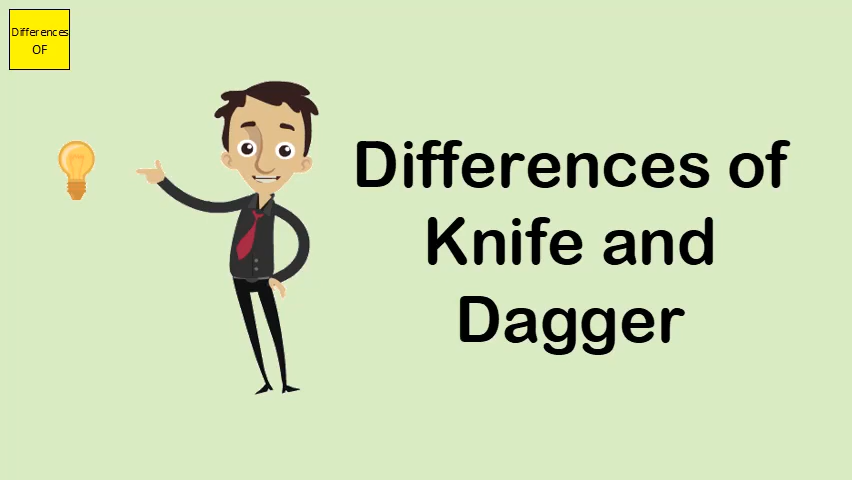 Differences
OF
Differences of
Knife and
Dagger